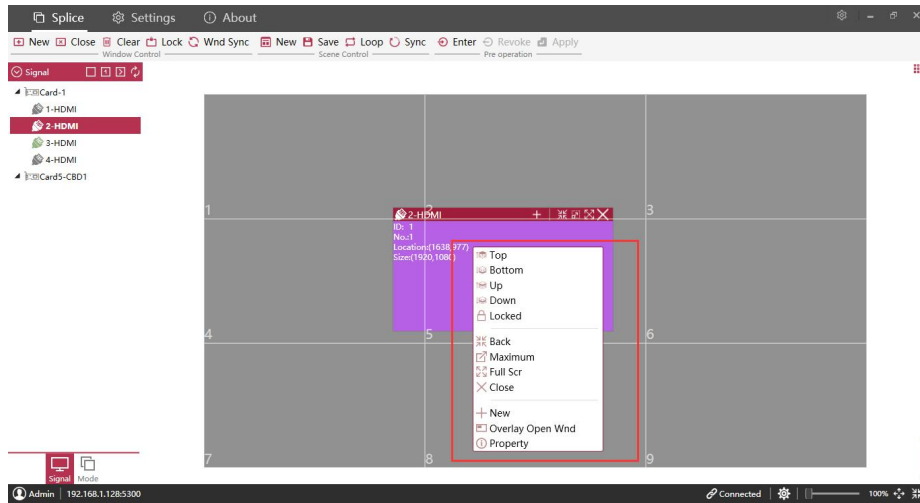 Splice Settings About
New Close Clear Lock Wnd Sync New Save Loop Sync Enter Revoke Apply
Window Control Scene Control Pre operation
Signal
Card-1
1-HDMI
2-HDMI
3-HDMI
4-HDMI
Card5-CBD1
1 2 3
2-HDMI
ID: 1
No.:1
Location:(1638,977)
Size:(1920,1080)
Top
Bottom
Up
Down
Locked
4 5 6
Back
Maximum
Full Scr
Close
New
Overlay Open Wnd
Property
7 8 9
Signal Mode
Admin 192.168.1.128:5300 Connected 100%